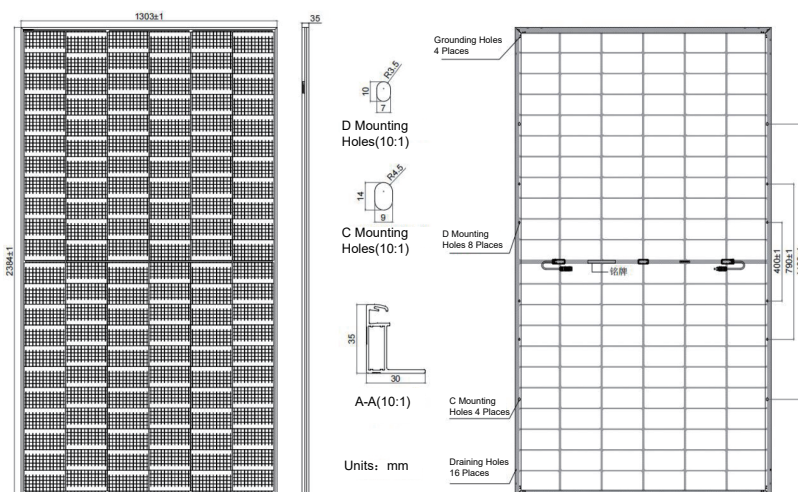 1303±1
35
2384±1
R3.5
10
7
D Mounting
Holes(10:1)
R4.5
14
9
C Mounting
Holes(10:1)
35
30
A-A(10:1)
Units：mm
Grounding Holes
4 Places
D Mounting
Holes 8 Places
铭牌
400±1
790±1
C Mounting
Holes 4 Places
Draining Holes
16 Places